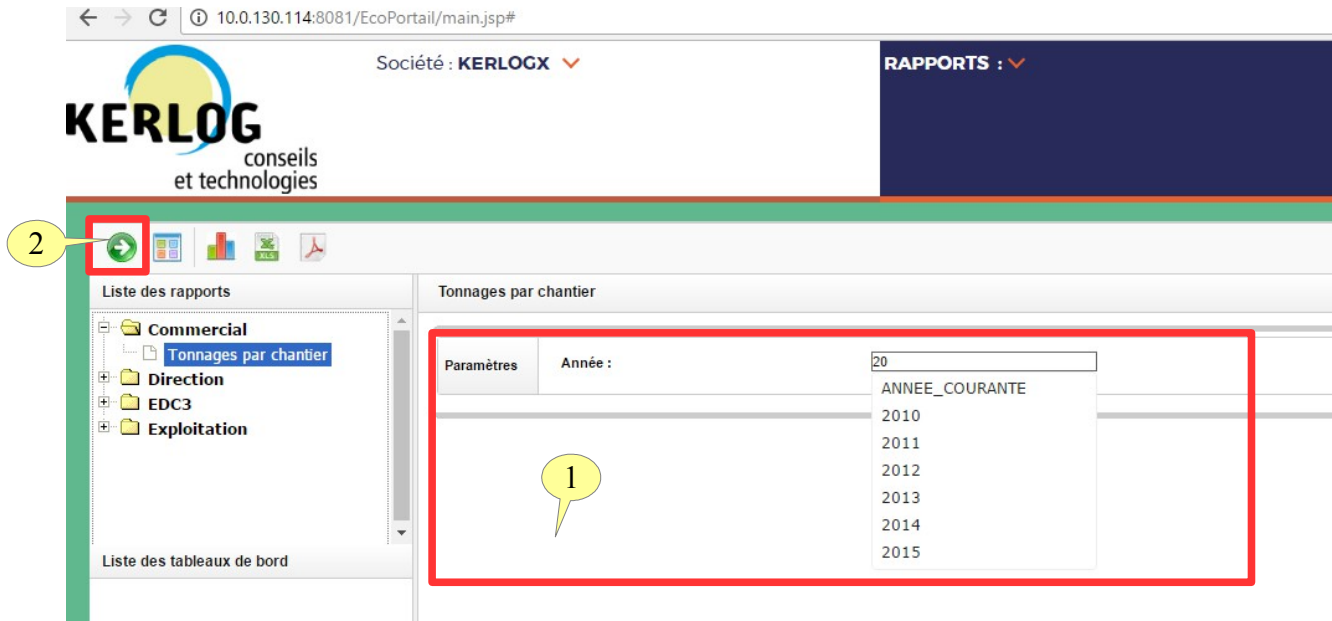 10.0.130.114:8081/EcoPortail/main.jsp#
Société : KERLOGX
RAPPORTS :
KERLOG
conseils
et technologies
2
XLS
Liste des rapports
Tonnages par chantier
Commercial
Tonnages par chantier
Direction
EDC3
Exploitation
Paramètres
Année :
20
ANNEE_COURANTE
2010
2011
2012
2013
2014
2015
1
Liste des tableaux de bord